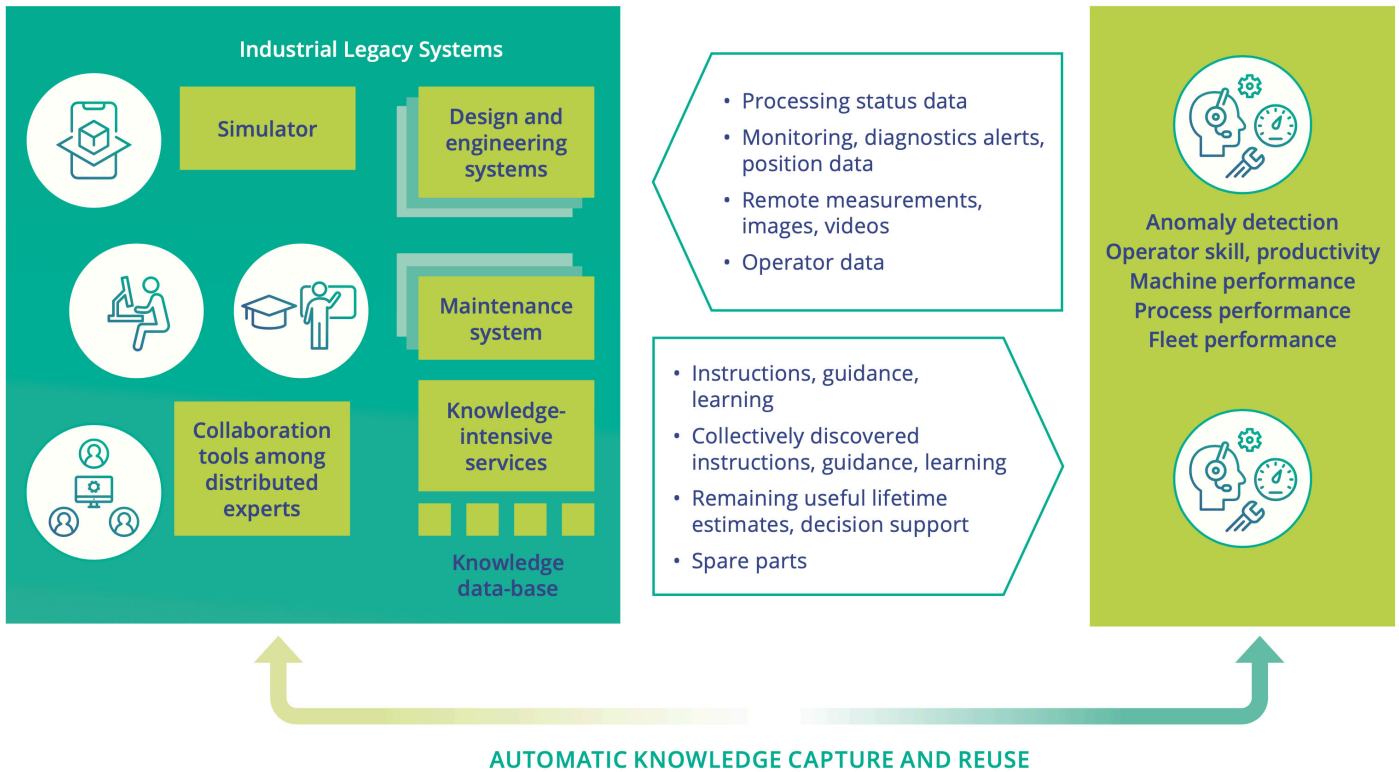 Industrial Legacy Systems
Simulator
Design and
engineering
systems
Maintenance
system
Collaboration
tools among
distributed
experts
Knowledge-
intensive
services
Knowledge
data-base
• Processing status data
• Monitoring, diagnostics alerts,
position data
• Remote measurements,
images, videos
• Operator data
• Instructions, guidance,
learning
• Collectively discovered
instructions, guidance, learning
• Remaining useful lifetime
estimates, decision support
• Spare parts
Anomaly detection
Operator skill, productivity
Machine performance
Process performance
Fleet performance
AUTOMATIC KNOWLEDGE CAPTURE AND REUSE